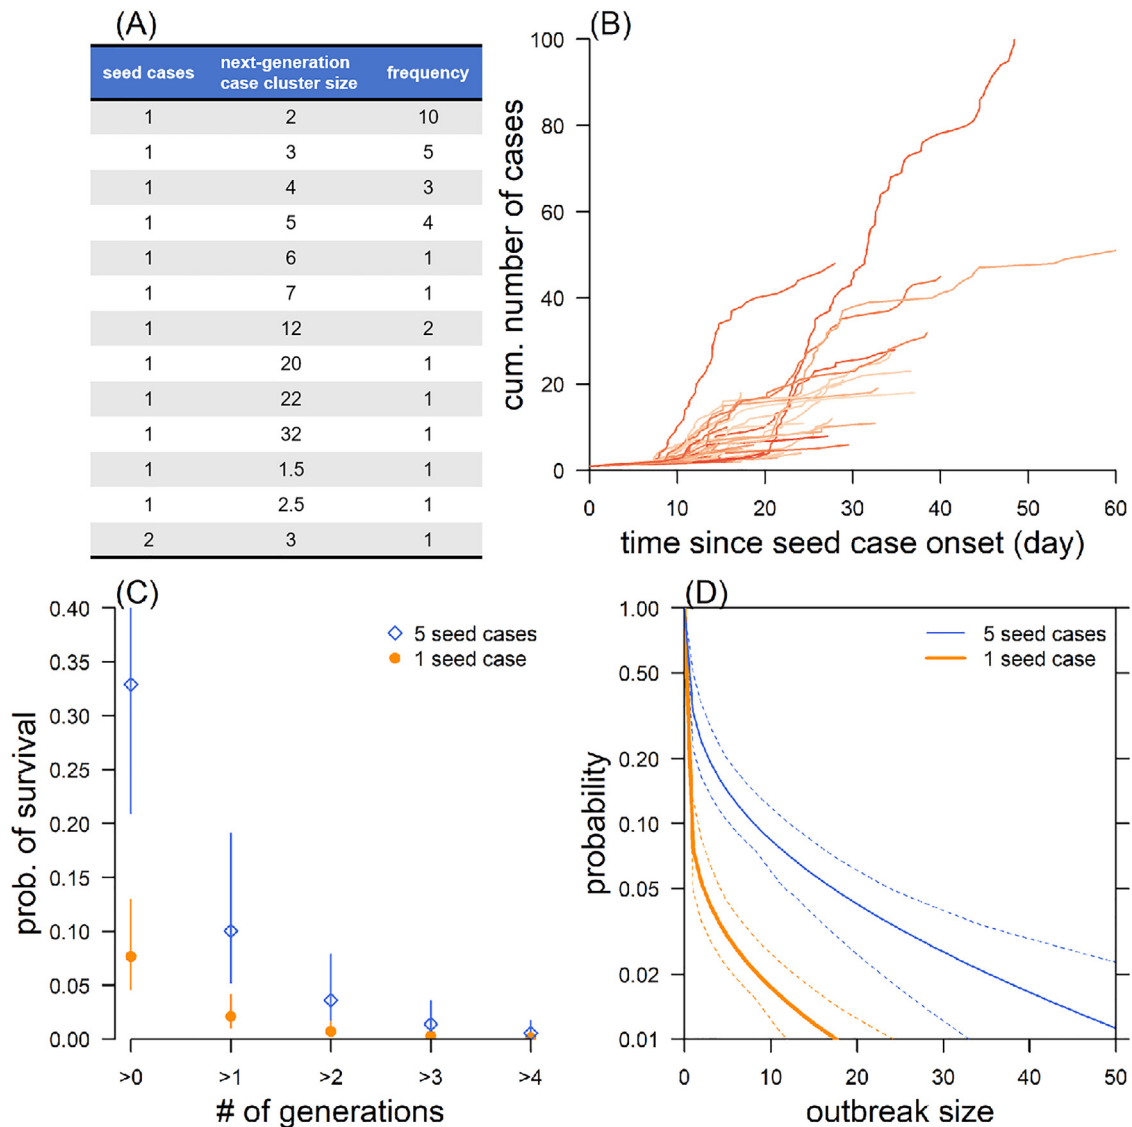 (A)
seed cases next-generation case cluster size frequency
1 2 10
1 3 5
1 4 3
1 5 4
1 6 1
1 7 1
1 12 2
1 20 1
1 22 1
1 32 1
1 1.5 1
1 2.5 1
2 3 1
(B)
cum. number of cases
100
80
60
40
20
0
0 10 20 30 40 50 60
time since seed case onset (day)
(C)
prob. of survival
0.40
0.35
0.30
0.25
0.20
0.15
0.10
0.05
0.00
5 seed cases
1 seed case
>0 >1 >2 >3 >4
# of generations
(D)
probability
1.00
0.50
0.20
0.10
0.05
0.02
0.01
5 seed cases
1 seed case
0 10 20 30 40 50
outbreak size